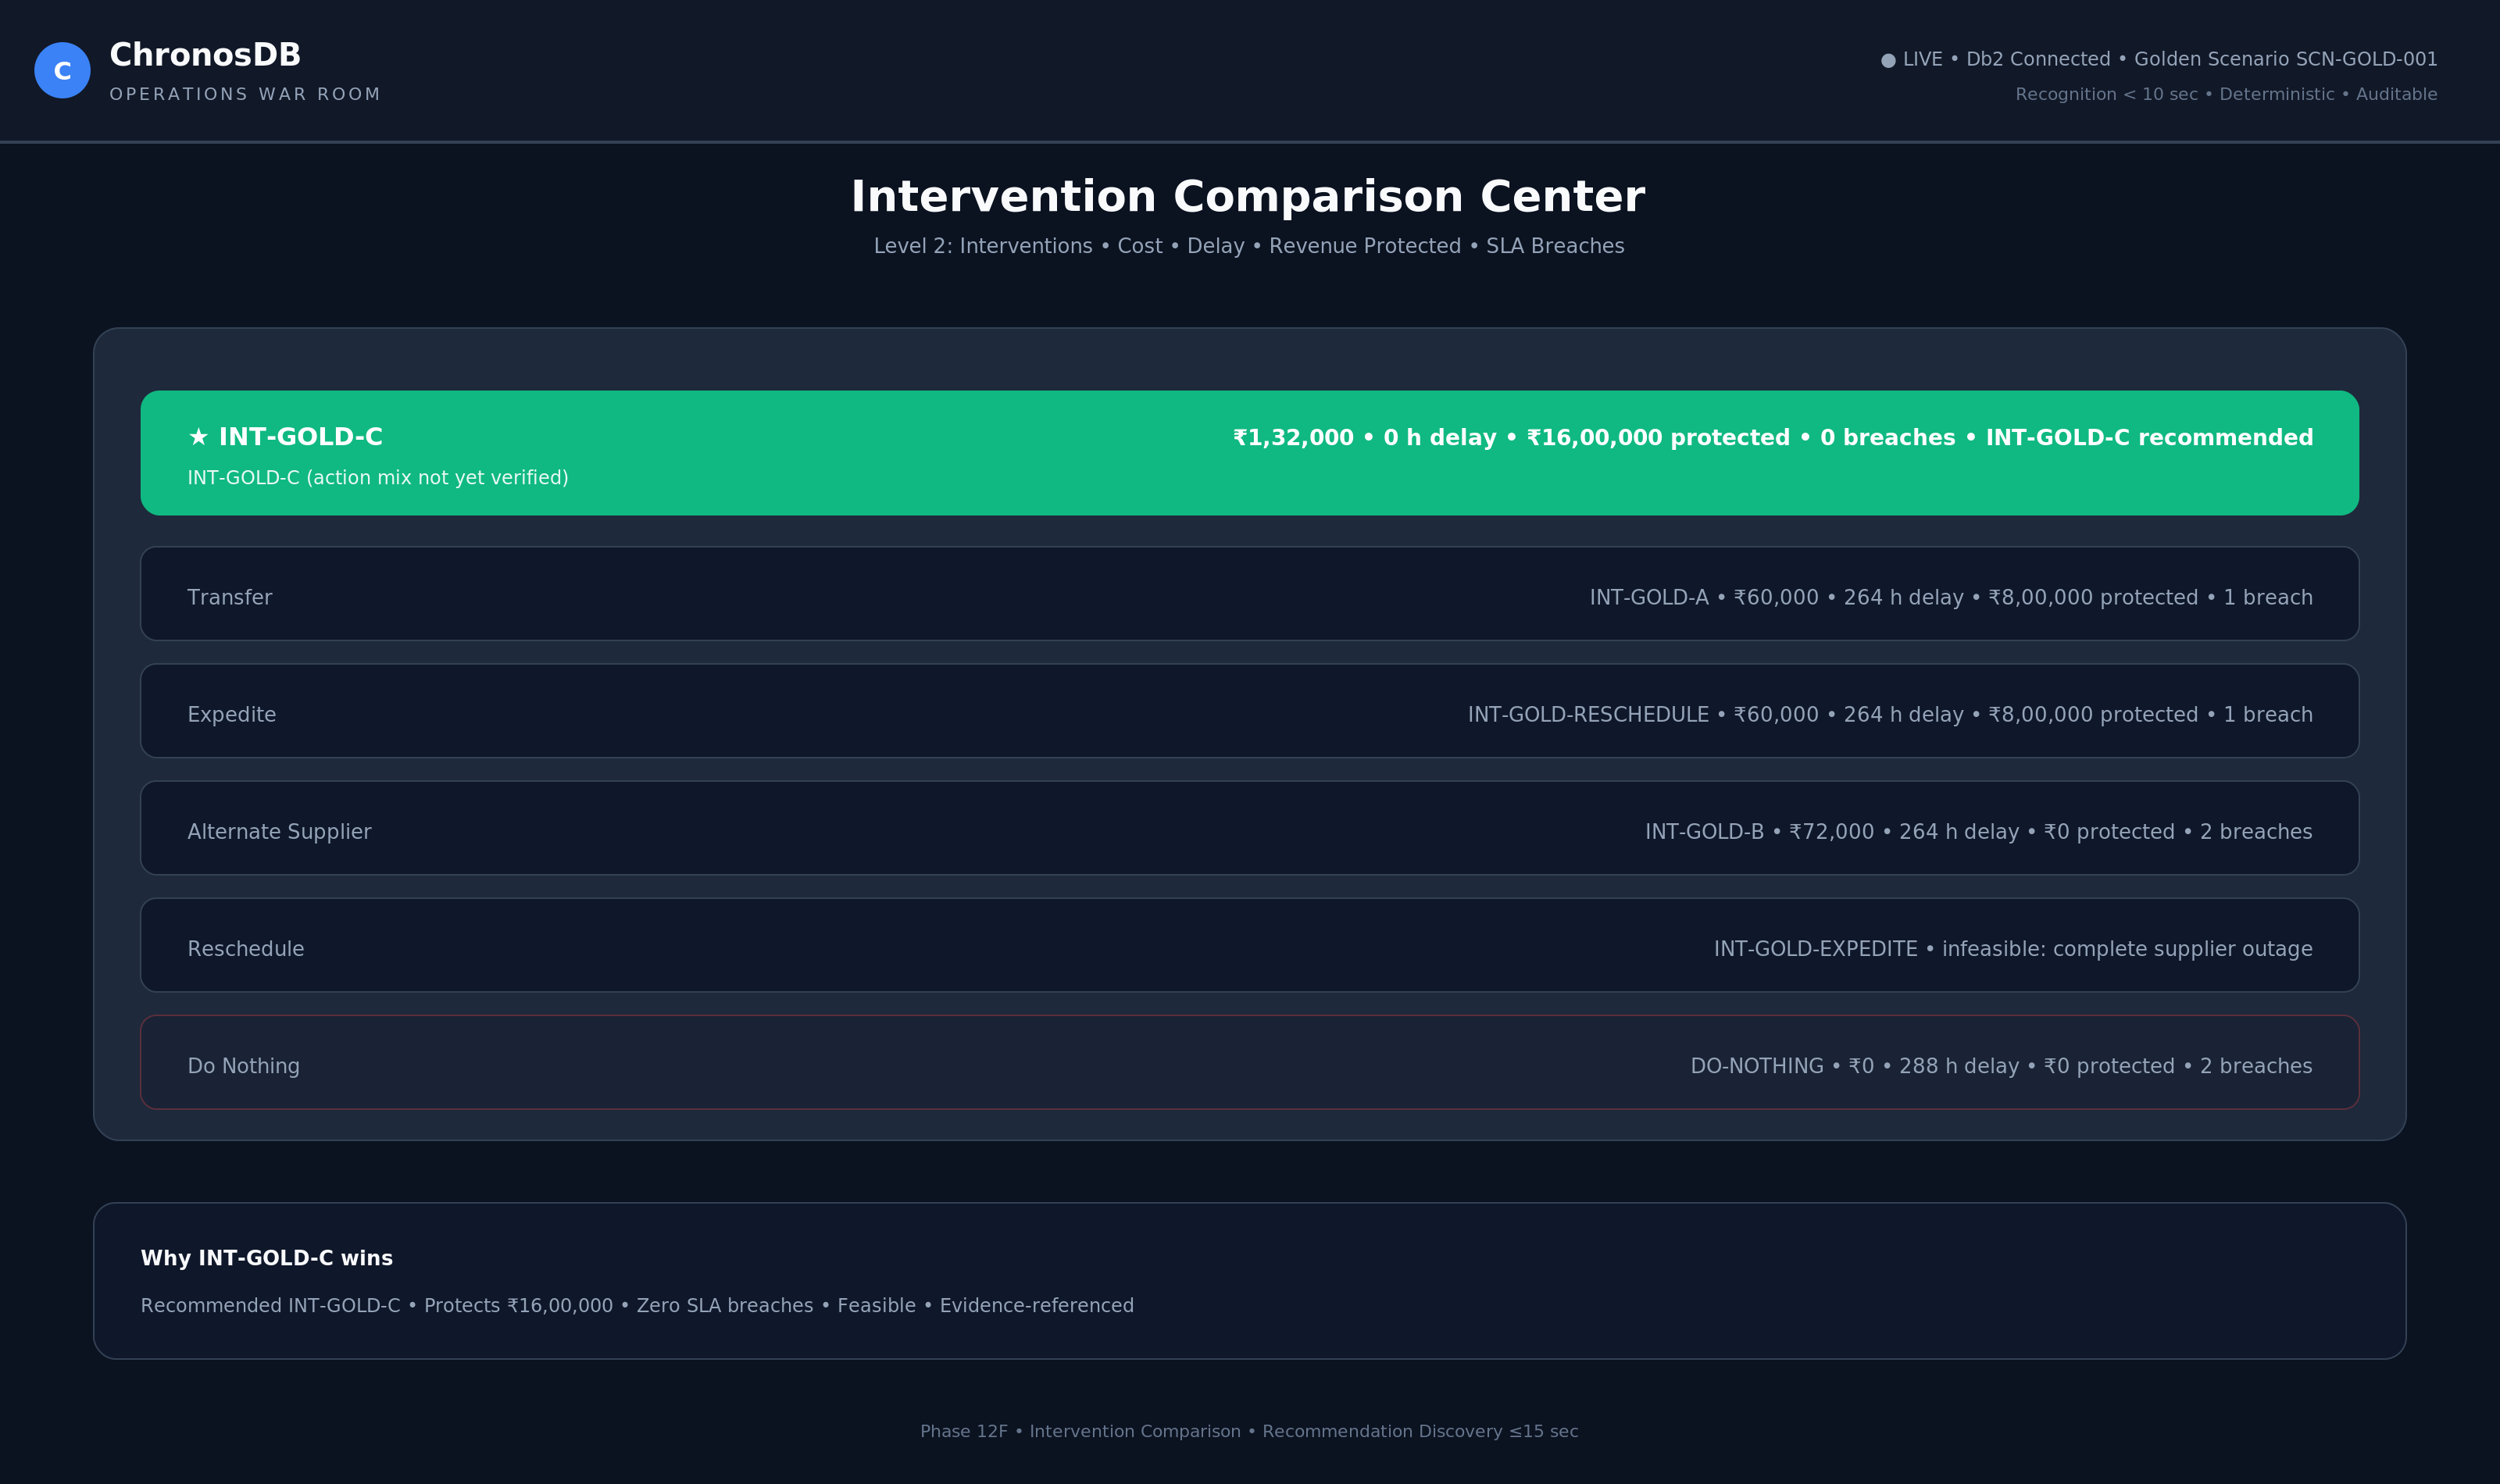 C
ChronosDB
OPERATIONS WAR ROOM
● LIVE • Db2 Connected • Golden Scenario SCN-GOLD-001
Recognition < 10 sec • Deterministic • Auditable
Intervention Comparison Center
Level 2: Interventions • Cost • Delay • Revenue Protected • SLA Breaches
★ INT-GOLD-C
₹1,32,000 • 0 h delay • ₹16,00,000 protected • 0 breaches • INT-GOLD-C recommended
INT-GOLD-C (action mix not yet verified)
Transfer
INT-GOLD-A • ₹60,000 • 264 h delay • ₹8,00,000 protected • 1 breach
Expedite
INT-GOLD-RESCHEDULE • ₹60,000 • 264 h delay • ₹8,00,000 protected • 1 breach
Alternate Supplier
INT-GOLD-B • ₹72,000 • 264 h delay • ₹0 protected • 2 breaches
Reschedule
INT-GOLD-EXPEDITE • infeasible: complete supplier outage
Do Nothing
DO-NOTHING • ₹0 • 288 h delay • ₹0 protected • 2 breaches
Why INT-GOLD-C wins
Recommended INT-GOLD-C • Protects ₹16,00,000 • Zero SLA breaches • Feasible • Evidence-referenced
Phase 12F • Intervention Comparison • Recommendation Discovery ≤15 sec